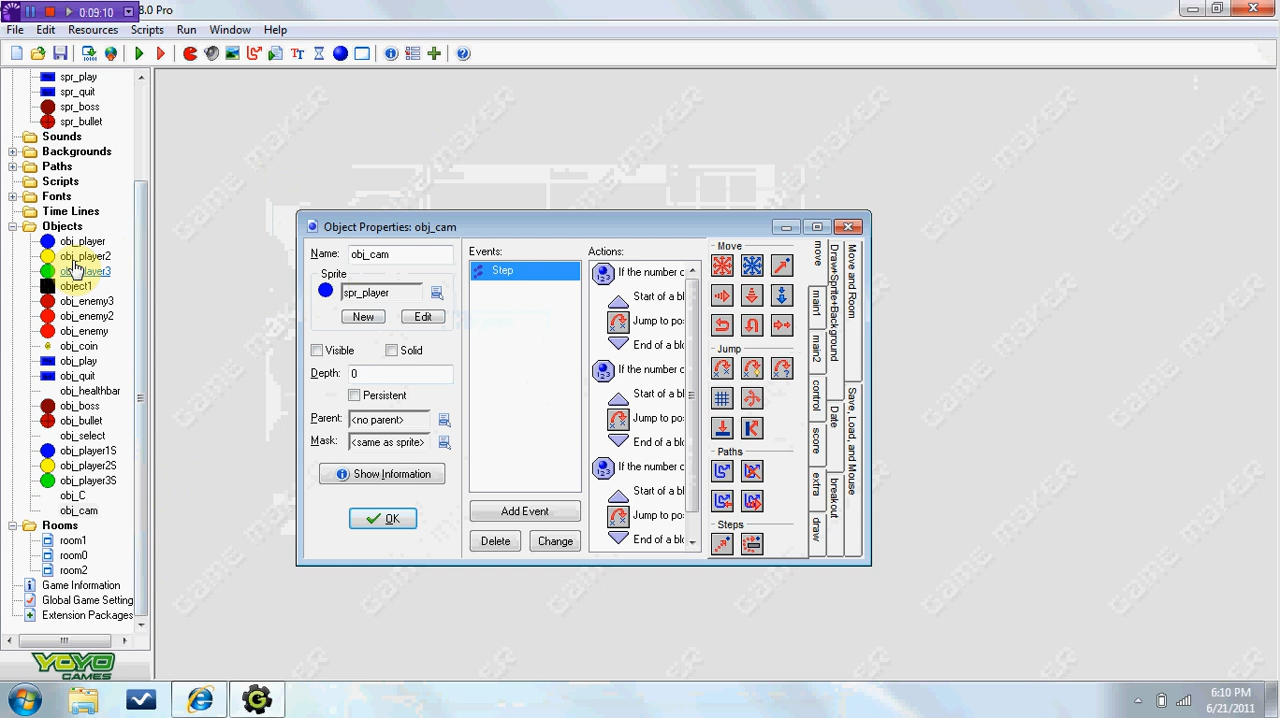 09:09:10
8.0 Pro
File Edit Resources Scripts Run Window Help
spr_play
spr_quit
spr_boss
spr_bullet
Sounds
Backgrounds
Paths
Scripts
Fonts
Time Lines
Objects
obj_player
obj_player2
obj_player3
object1
obj_enemy3
obj_enemy2
obj_enemy
obj_coin
obj_play
obj_quit
obj_healthbar
obj_boss
obj_bullet
obj_select
obj_player1S
obj_player2S
obj_player3S
obj_C
obj_cam
Rooms
room1
room0
room2
Game Information
Global Game Setting
Extension Packages
YOYO
GAMES
Object Properties: obj_cam
Name: obj_cam
Sprite
spr_player
New Edit
Visible Solid
Depth: 0
Persistent
Parent: <no parent>
Mask: <same as sprite>
Show Information
OK
Events:
Step
Add Event
Delete Change
Actions:
If the number c
Start of a bl
Jump to po:
End of a blo
If the number c
Start of a bl
Jump to po:
End of a blo
If the number c
Start of a bl
Jump to po:
End of a blo
Move
Jump
Paths
Steps
move
main1
main2
control
score
extra
draw
Draw+Sprite+Background
Date
breakout
Move and Room
Save, Load, and Mouse
GAME MAKER
6:10 PM
6/21/2011